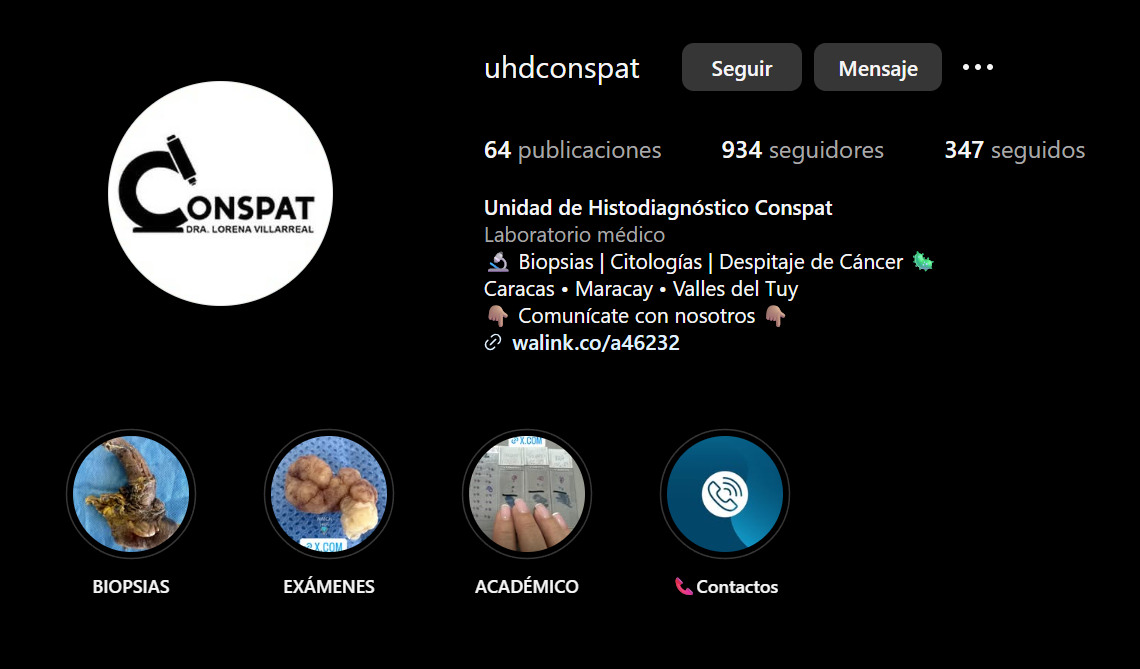 uhdconspat Seguir Mensaje
64 publicaciones 934 seguidores 347 seguidos
CONSPAT
DRA. LORENA VILLARREAL
Unidad de Histodiagnóstico Conspat
Laboratorio médico
🔬 Biopsias | Citologías | Despitaje de Cáncer 🦠
Caracas • Maracay • Valles del Tuy
👇🏽 Comunícate con nosotros 👇🏽
walink.co/a46232
X.COM
X.COM
BIOPSIAS EXÁMENES ACADÉMICO 📞Contactos